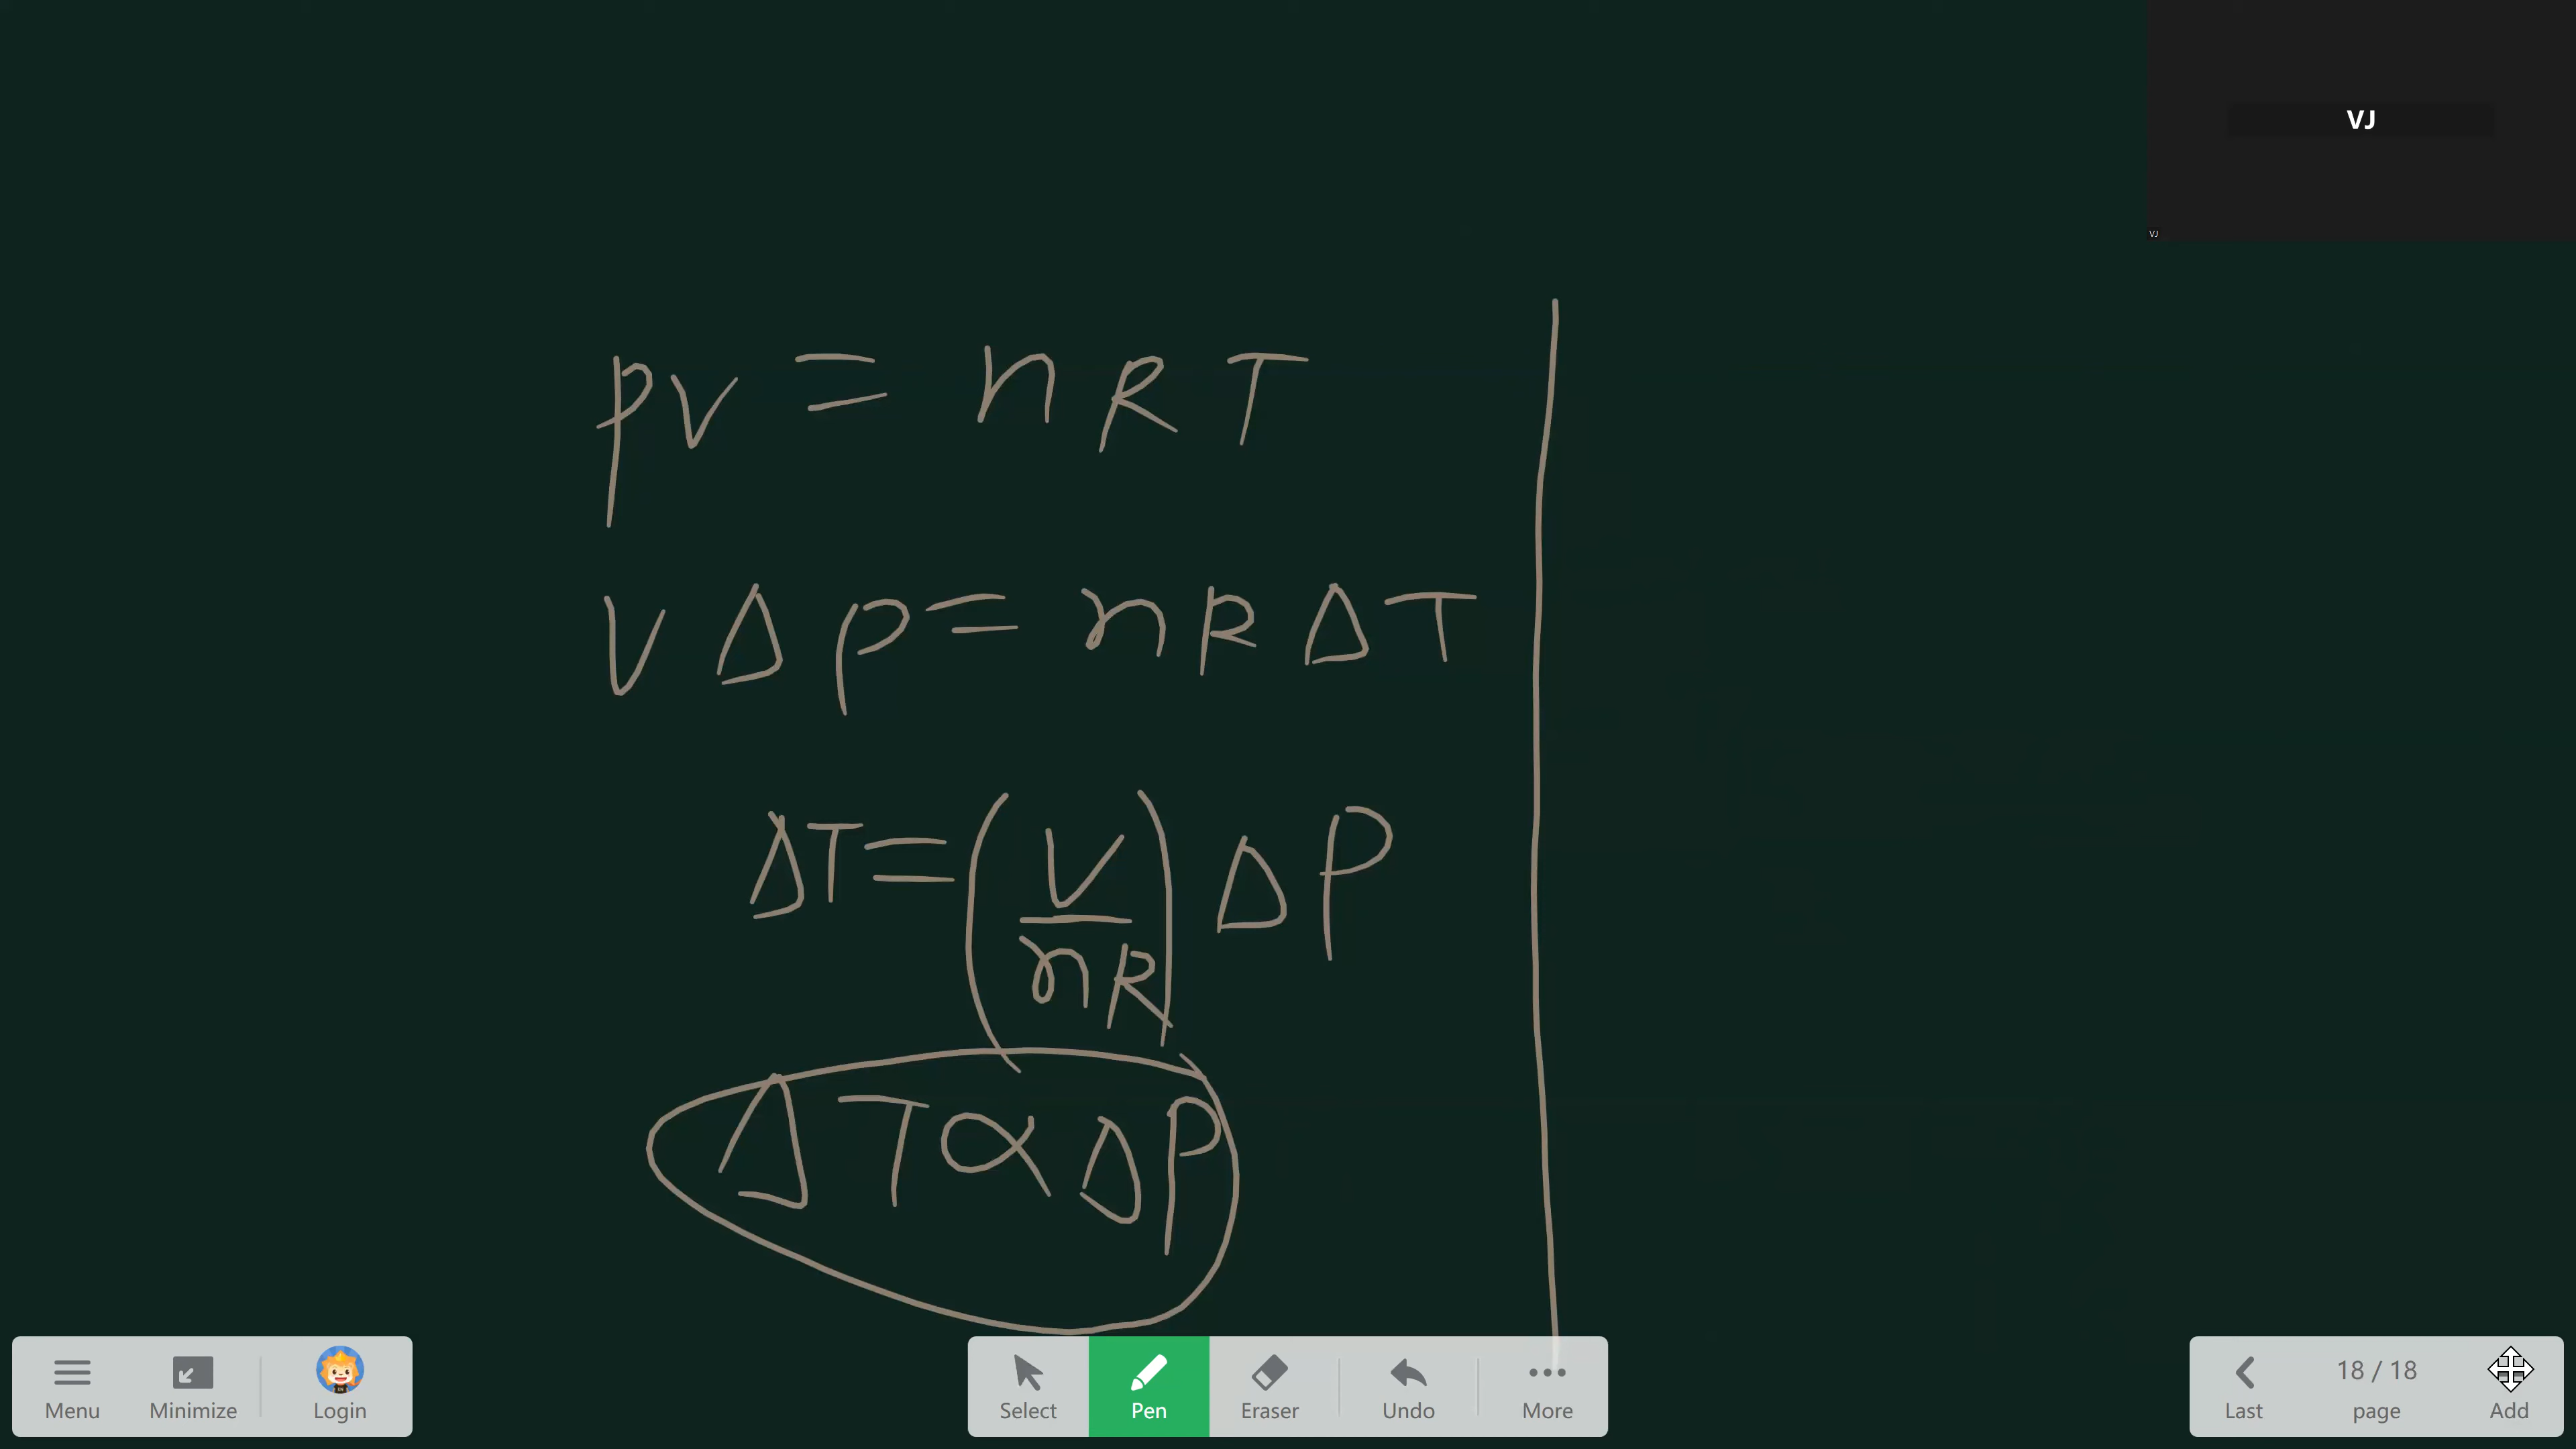 VJ
VJ
PV = nRT
VΔP = nRΔT
ΔT = (V/nR) ΔP
ΔT ∝ ΔP
Menu Minimize Login
Select Pen Eraser Undo More
18 / 18
Last page Add